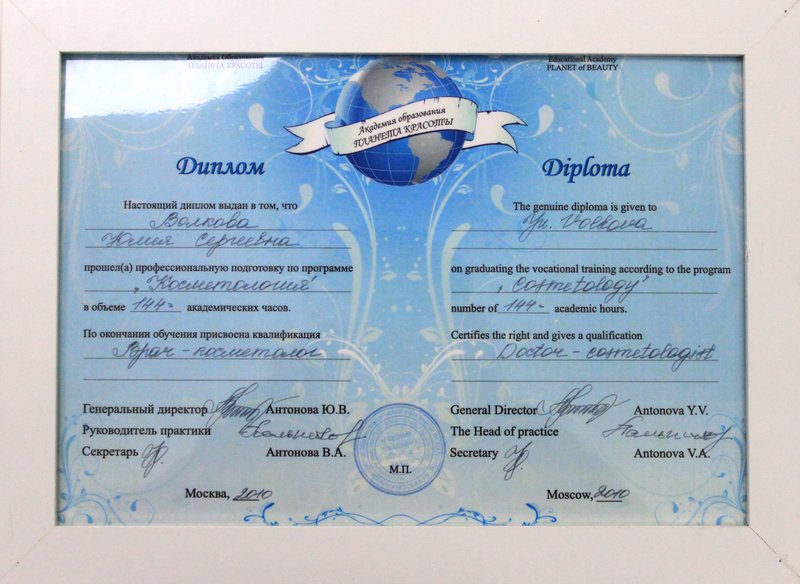 Академия Образования
ПЛАНЕТА КРАСОТЫ
Академия образования
ПЛАНЕТА КРАСОТЫ
Диплом
Настоящий диплом выдан в том, что
Волкова
Юлия Сергеевна
прошел(а) профессиональную подготовку по программе
"Косметология"
в объеме 144 академических часов.
По окончании обучения присвоена квалификация
Врач-косметолог
Генеральный директор Антонова Ю.В.
Руководитель практики
Секретарь Антонова В.А.
М.П.
Москва, 2010
Educational Academy
PLANET of BEAUTY
Diploma
The genuine diploma is given to
Yu. Volkova
on graduating the vocational training according to the program
"Cosmetology"
number of 144 academic hours.
Certifies the right and gives a qualification
Doctor-cosmetologist
General Director Antonova Y.V.
The Head of practice
Secretary Antonova V.A.
Moscow, 2010